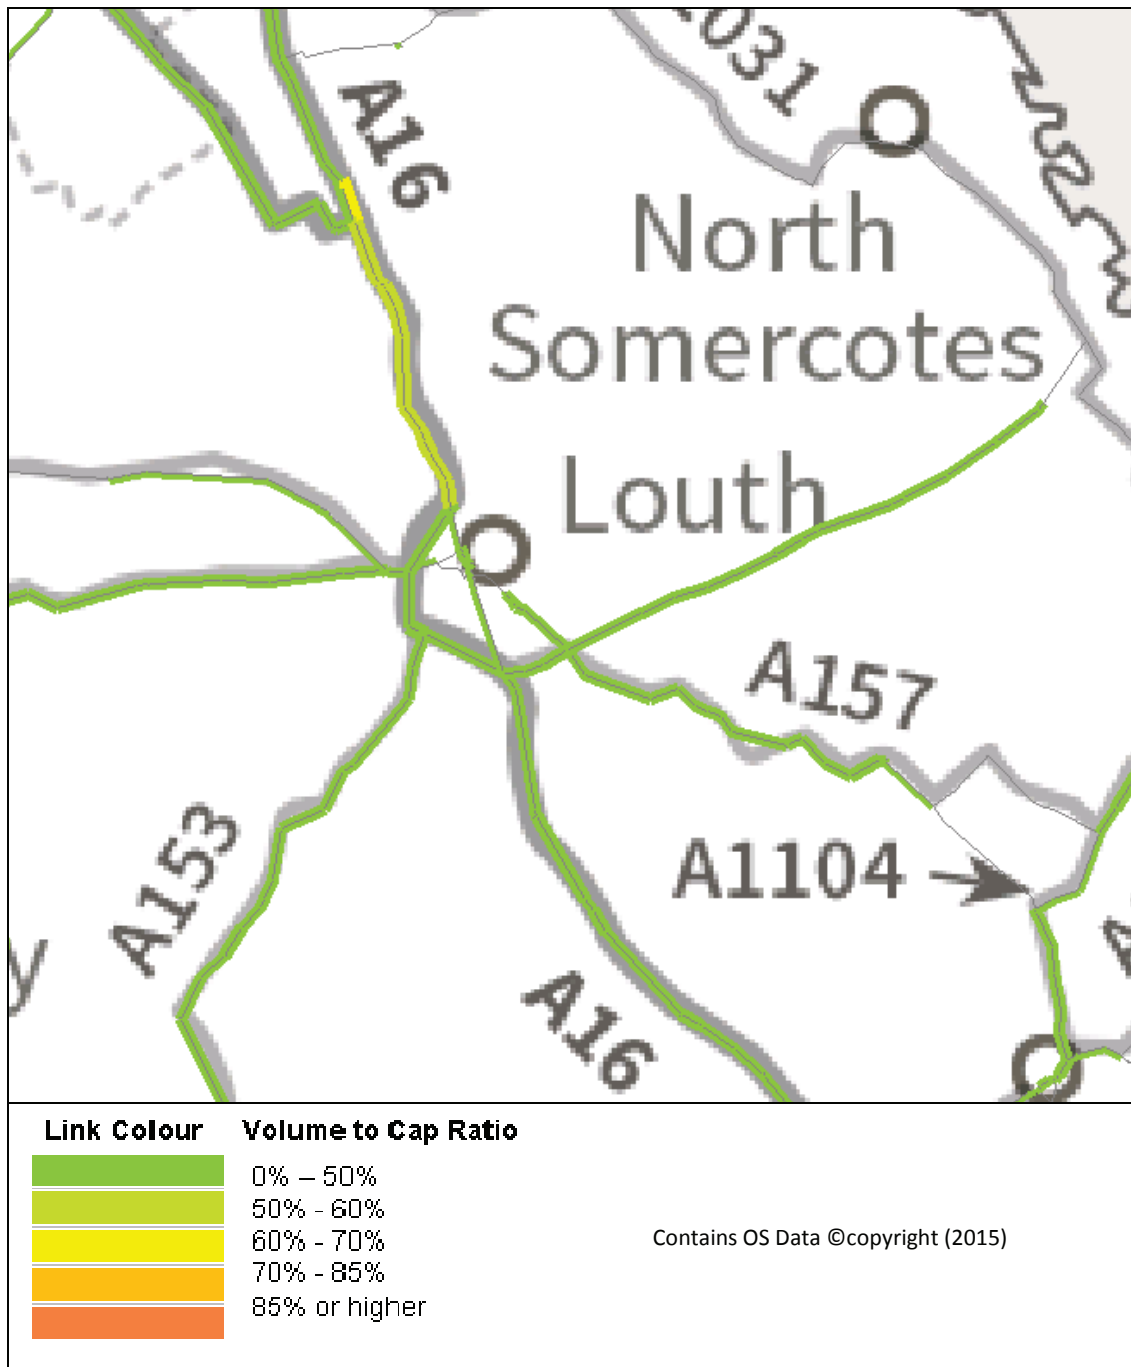 1031
A16
North
Somercotes
Louth
A157
A153
A1104
A16
y
Link Colour
Volume to Cap Ratio
0% – 50%
50% - 60%
60% - 70%
70% - 85%
85% or higher
Contains OS Data ©copyright (2015)